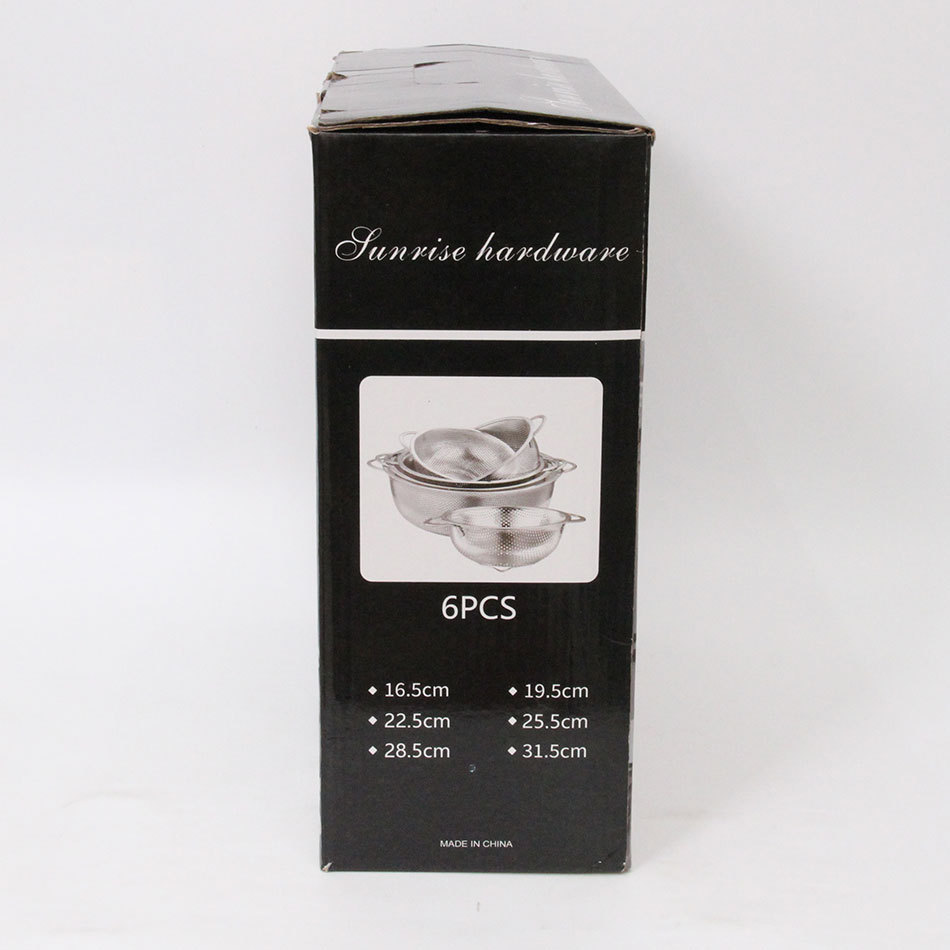 Sunrise hardware
6PCS
◆ 16.5cm ◆ 19.5cm
◆ 22.5cm ◆ 25.5cm
◆ 28.5cm ◆ 31.5cm
MADE IN CHINA